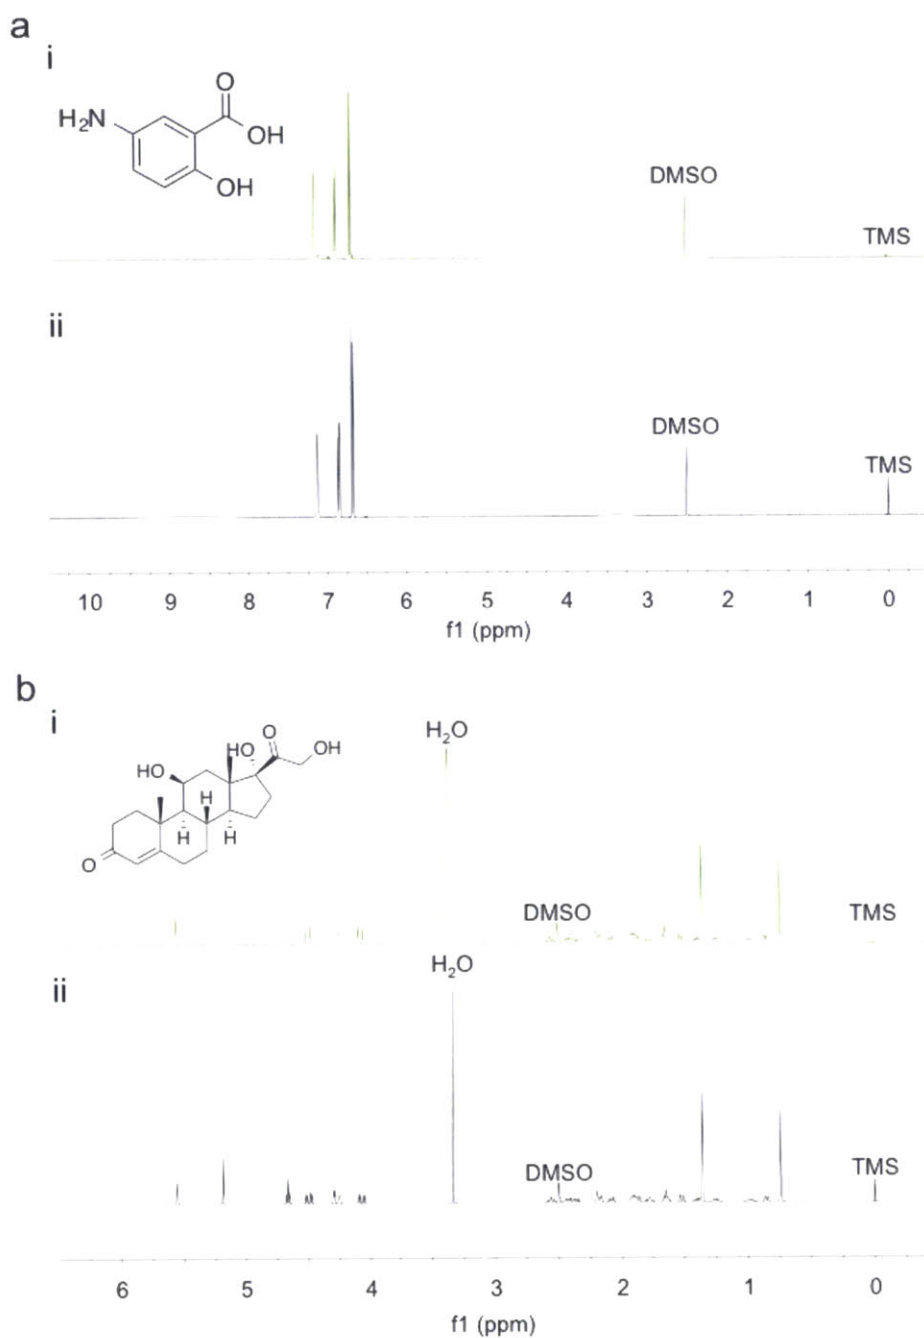 a
i
O
H₂N
OH
OH
DMSO
TMS
ii
DMSO
TMS
10 9 8 7 6 5 4 3 2 1 0
f1 (ppm)
b
i
H₂O
O
HO
OH
HO
H
H
H
O
DMSO
TMS
H₂O
ii
DMSO
TMS
6 5 4 3 2 1 0
f1 (ppm)